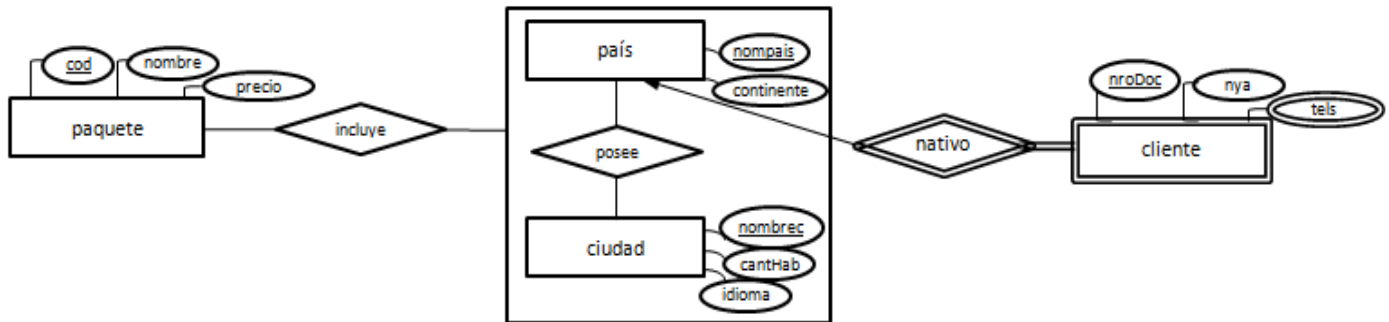 cod
nombre
precio
paquete
incluye
país
nompais
continente
posee
ciudad
nombrec
cantHab
idioma
nativo
nroDoc
nya
tels
cliente